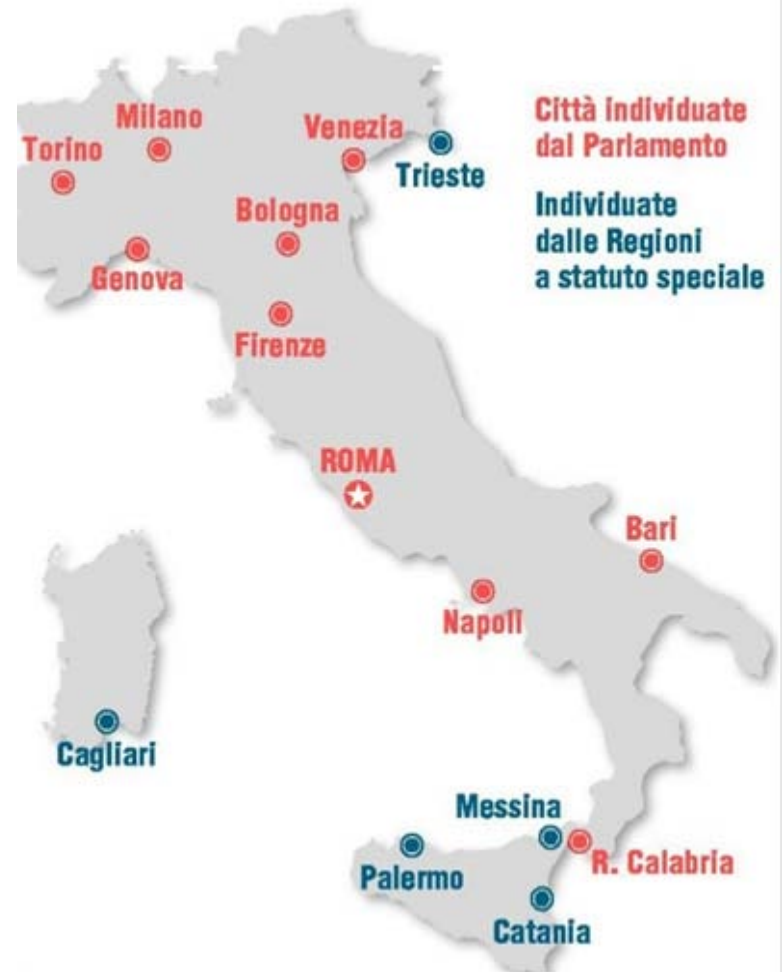 Milano
Torino
Venezia
Trieste
Bologna
Genova
Firenze
ROMA
Bari
Napoli
Cagliari
Messina
R. Calabria
Palermo
Catania
Città individuate
dal Parlamento
Individuate
dalle Regioni
a statuto speciale